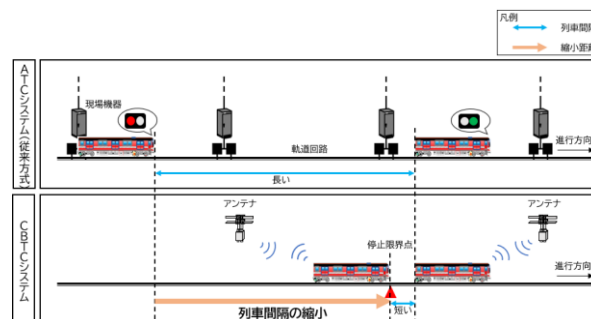 凡例
列車間隔
縮小距離
ATCシステム(従来方式)
現場機器
軌道回路
進行方向
長い
CBTCシステム
アンテナ
アンテナ
停止限界点
進行方向
短い
列車間隔の縮小